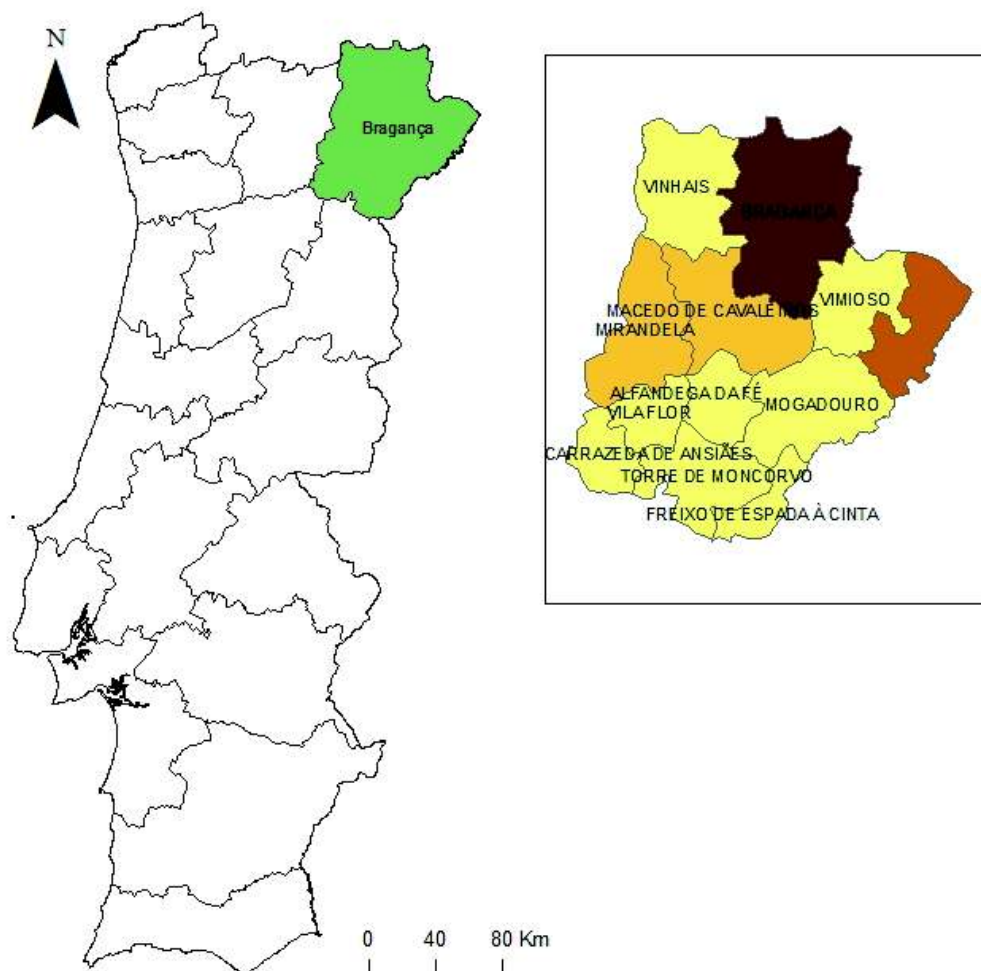 N
Bragança
VINHAIS
BRAGANÇA
VIMIOSO
MACEDO DE CAVALEIROS
MIRANDELA
ALFANDEGA DA FÉ
MOGADOURO
VILA FLOR
CARRAZEDA DE ANSIÃES
TORRE DE MONCORVO
FREIXO DE ESPADA À CINTA
0 40 80 Km